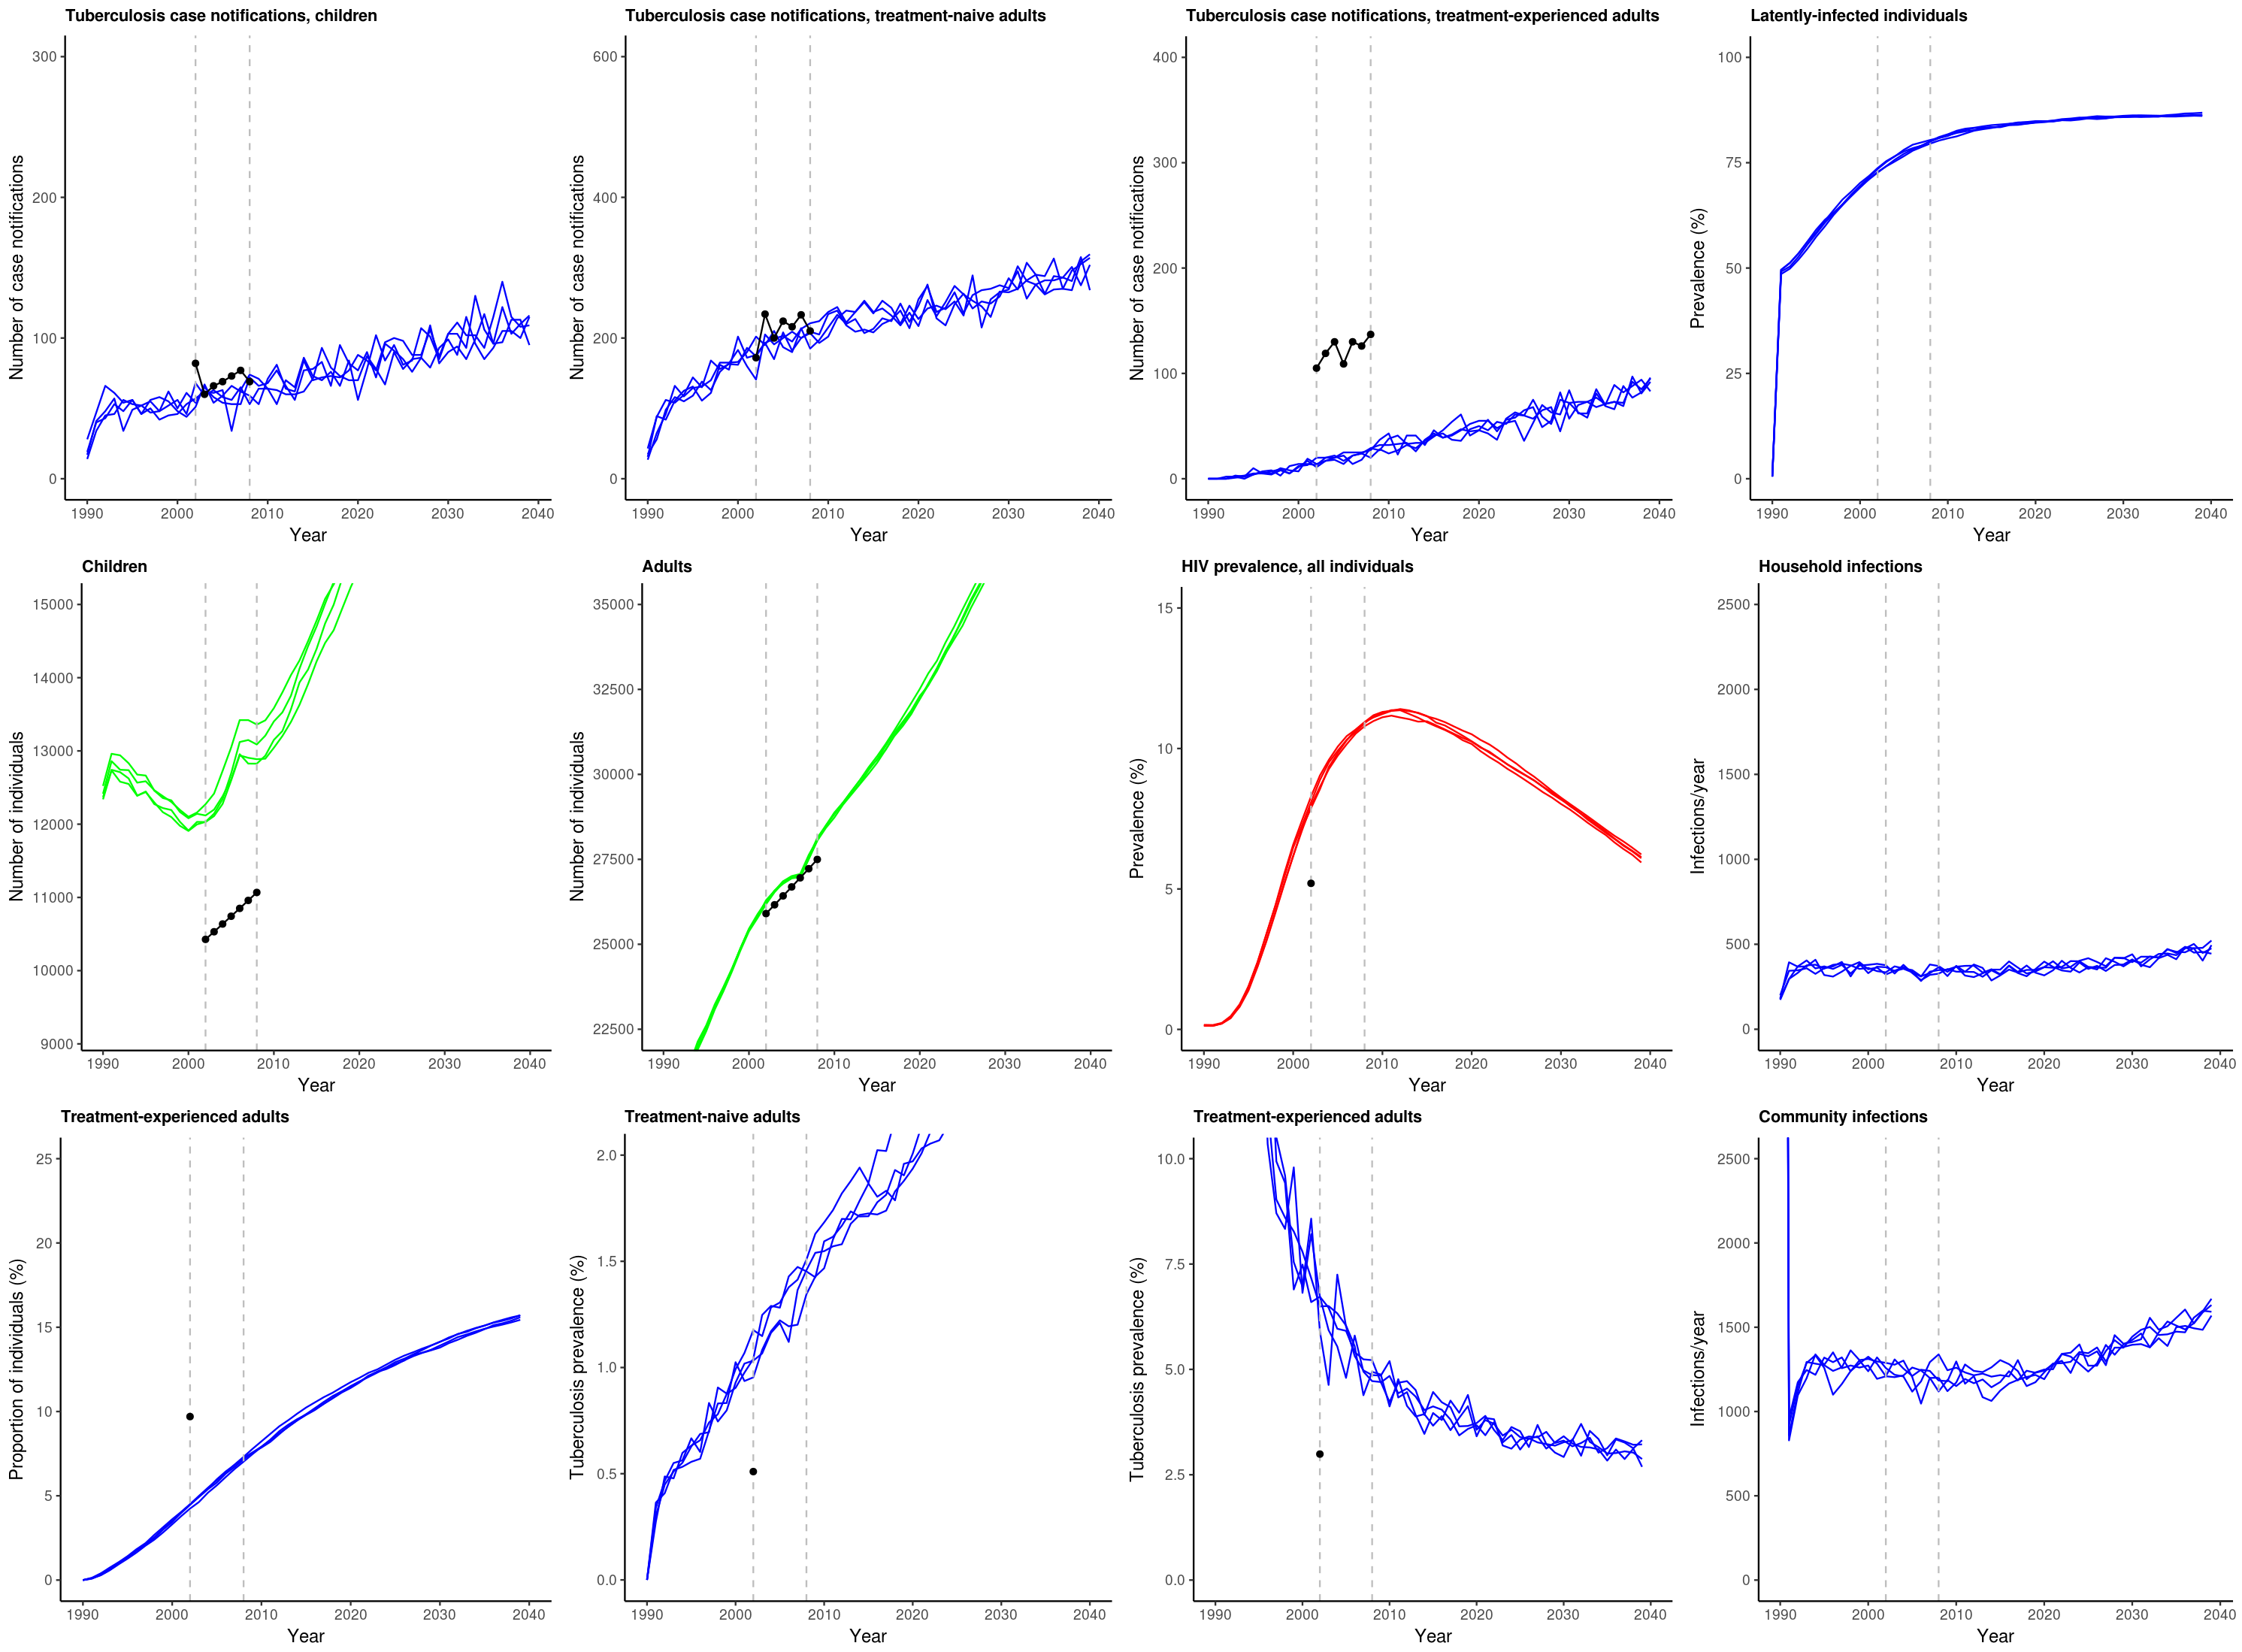 Tuberculosis case notifications, children
Number of case notifications
300
200
100
0
1990 2000 2010 2020 2030 2040
Year
Tuberculosis case notifications, treatment-naive adults
Number of case notifications
600
400
200
0
1990 2000 2010 2020 2030 2040
Year
Tuberculosis case notifications, treatment-experienced adults
Number of case notifications
400
300
200
100
0
1990 2000 2010 2020 2030 2040
Year
Latently-infected individuals
Prevalence (%)
100
75
50
25
0
1990 2000 2010 2020 2030 2040
Year
Children
Number of individuals
15000
14000
13000
12000
11000
10000
9000
1990 2000 2010 2020 2030 2040
Year
Adults
Number of individuals
35000
32500
30000
27500
25000
22500
1990 2000 2010 2020 2030 2040
Year
HIV prevalence, all individuals
Prevalence (%)
15
10
5
0
1990 2000 2010 2020 2030 2040
Year
Household infections
Infections/year
2500
2000
1500
1000
500
0
1990 2000 2010 2020 2030 2040
Year
Treatment-experienced adults
Proportion of individuals (%)
25
20
15
10
5
0
1990 2000 2010 2020 2030 2040
Year
Treatment-naive adults
Tuberculosis prevalence (%)
2.0
1.5
1.0
0.5
0.0
1990 2000 2010 2020 2030 2040
Year
Treatment-experienced adults
Tuberculosis prevalence (%)
10.0
7.5
5.0
2.5
0.0
1990 2000 2010 2020 2030 2040
Year
Community infections
Infections/year
2500
2000
1500
1000
500
0
1990 2000 2010 2020 2030 2040
Year